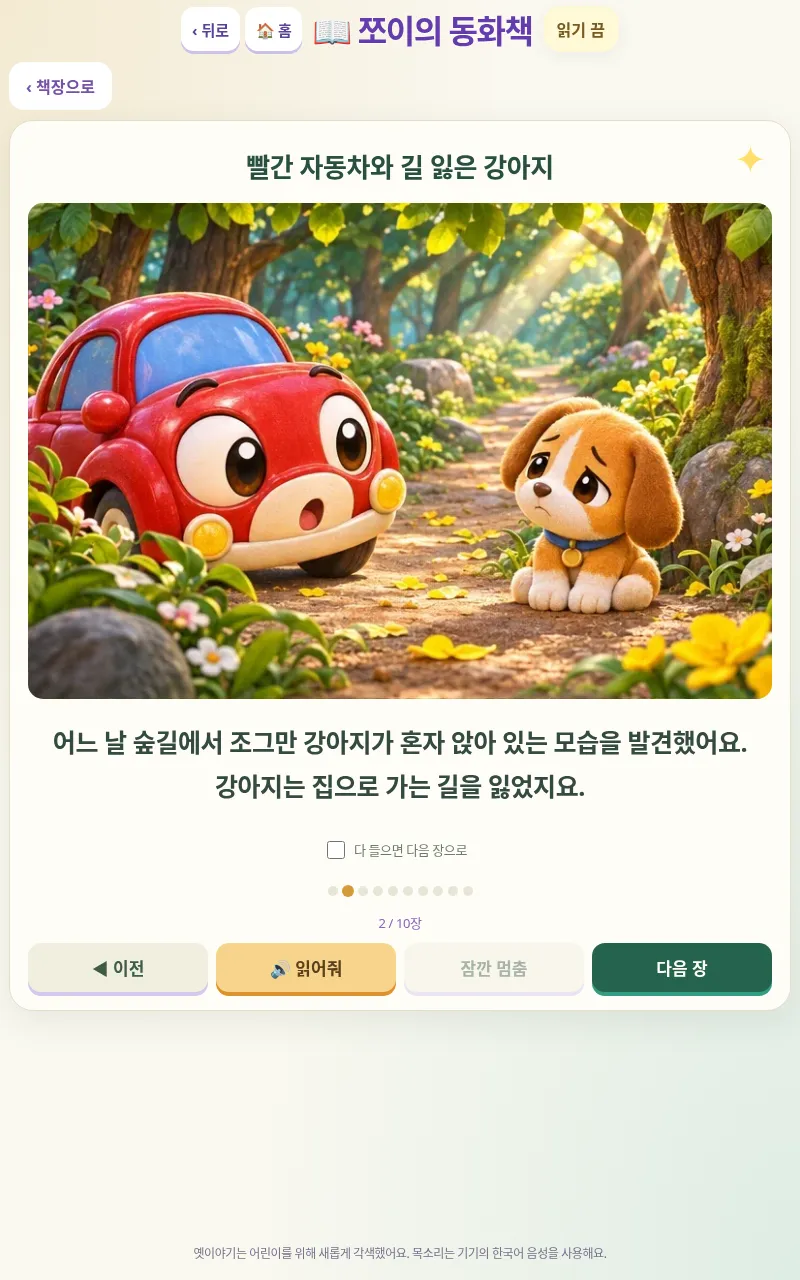 ‹ 뒤로
🏠 홈
📖 쪼이의 동화책
읽기 끔
‹ 책장으로
빨간 자동차와 길 잃은 강아지
어느 날 숲길에서 조그만 강아지가 혼자 앉아 있는 모습을 발견했어요.
강아지는 집으로 가는 길을 잃었지요.
다 들으면 다음 장으로
2 / 10장
◀ 이전
🔊 읽어줘
잠깐 멈춤
다음 장
옛이야기는 어린이를 위해 새롭게 각색했어요. 목소리는 기기의 한국어 음성을 사용해요.